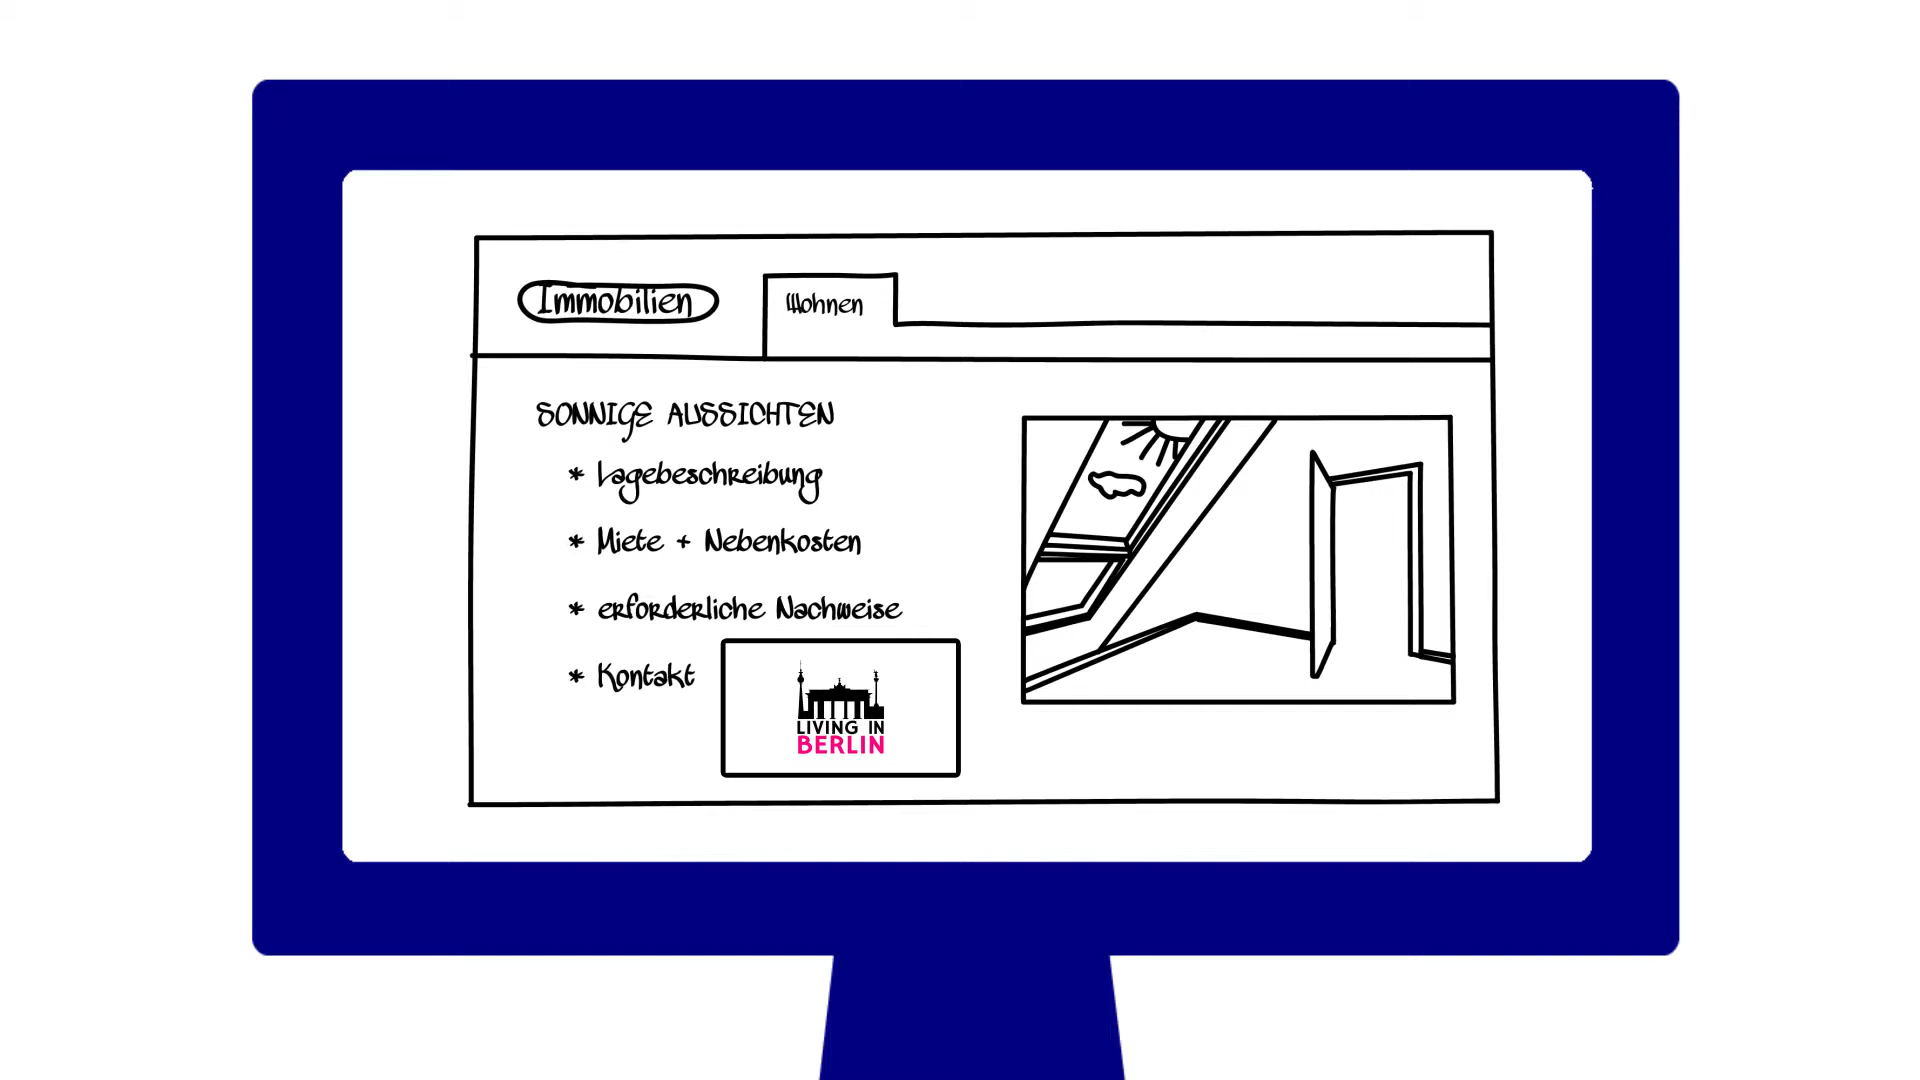 Immobilien
Wohnen
SONNIGE AUSSICHTEN
* Lagebeschreibung
* Miete + Nebenkosten
* erforderliche Nachweise
* Kontakt
LIVING IN
BERLIN